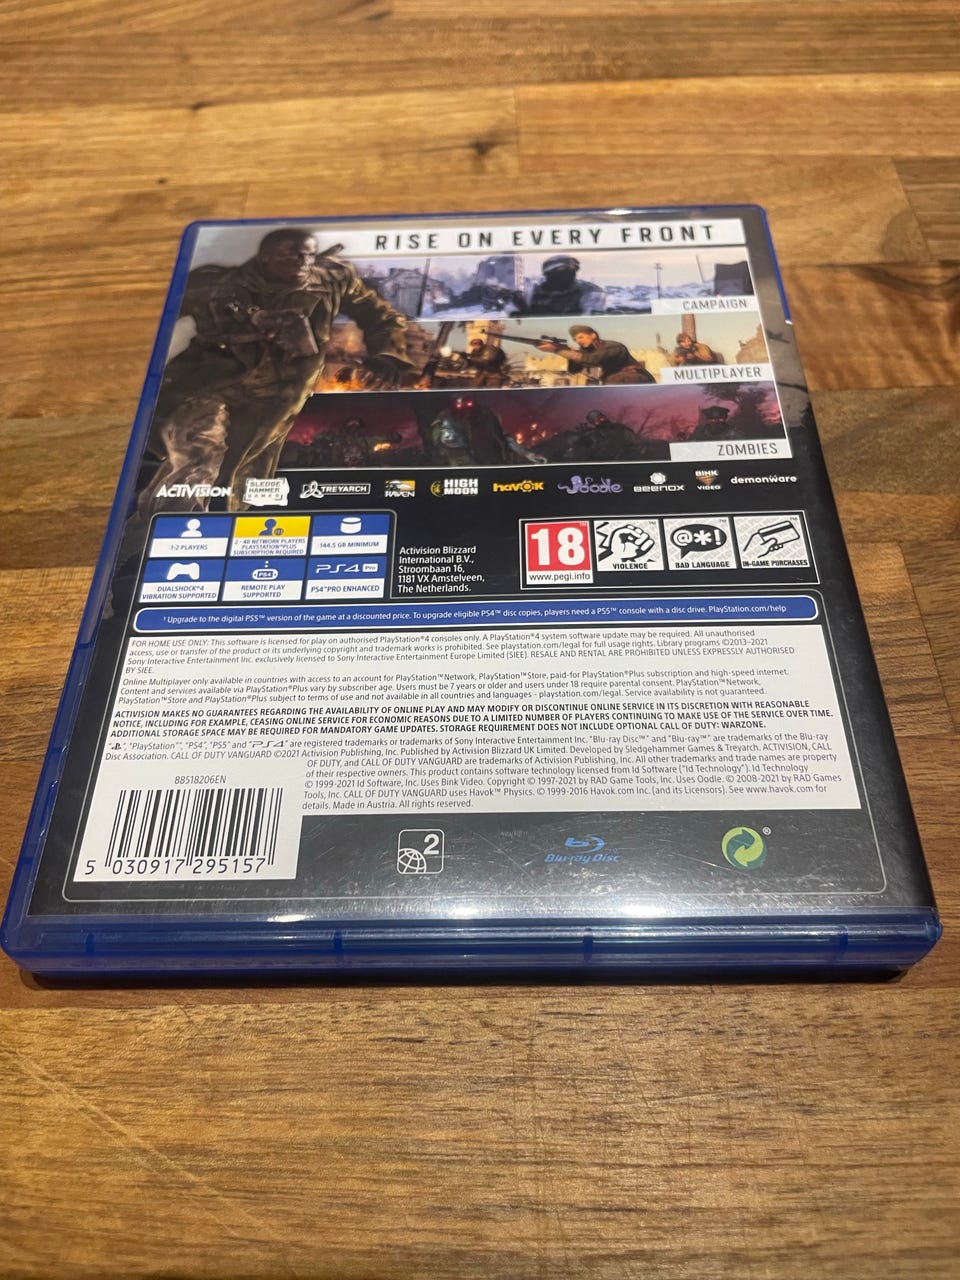 RISE ON EVERY FRONT
CAMPAIGN
MULTIPLAYER
ZOMBIES
ACTIVISION
SLEDGE
HAMMER
GAMES
TREYARCH
RAVEN
HIGH
MOON
havok
oodle
BEENOX
BINK
VIDEO
demonware
1-2 PLAYERS
2 - 40 NETWORK PLAYERS
PLAYSTATION®PLUS
SUBSCRIPTION REQUIRED
144.5 GB MINIMUM
DUALSHOCK®4
VIBRATION SUPPORTED
PS4
REMOTE PLAY
SUPPORTED
PS4 Pro
PS4™PRO ENHANCED
Activision Blizzard
International B.V.,
Stroombaan 16,
1181 VX Amstelveen,
The Netherlands.
18
www.pegi.info
VIOLENCE
@*!
BAD LANGUAGE
IN-GAME PURCHASES
¹ Upgrade to the digital PS5™ version of the game at a discounted price. To upgrade eligible PS4™ disc copies, players need a PS5™ console with a disc drive. PlayStation.com/help
FOR HOME USE ONLY: This software is licensed for play on authorised PlayStation®4 consoles only. A PlayStation®4 system software update may be required. All unauthorised
access, use or transfer of the product or its underlying copyright and trademark works is prohibited. See playstation.com/legal for full usage rights. Library programs ©2013-2021
Sony Interactive Entertainment Inc. exclusively licensed to Sony Interactive Entertainment Europe Limited (SIEE). RESALE AND RENTAL ARE PROHIBITED UNLESS EXPRESSLY AUTHORISED
BY SIEE.
Online Multiplayer only available in countries with access to an account for PlayStation™Network, PlayStation™Store, paid-for PlayStation®Plus subscription and high-speed internet.
Content and services available via PlayStation®Plus vary by subscriber age. Users must be 7 years or older and users under 18 require parental consent. PlayStation™Network,
PlayStation™Store and PlayStation®Plus subject to terms of use and not available in all countries and languages - playstation.com/legal. Service availability is not guaranteed.
ACTIVISION MAKES NO GUARANTEES REGARDING THE AVAILABILITY OF ONLINE PLAY AND MAY MODIFY OR DISCONTINUE ONLINE SERVICE IN ITS DISCRETION WITH REASONABLE
NOTICE, INCLUDING FOR EXAMPLE, CEASING ONLINE SERVICE FOR ECONOMIC REASONS DUE TO A LIMITED NUMBER OF PLAYERS CONTINUING TO MAKE USE OF THE SERVICE OVER TIME.
ADDITIONAL STORAGE SPACE MAY BE REQUIRED FOR MANDATORY GAME UPDATES. STORAGE REQUIREMENT DOES NOT INCLUDE OPTIONAL CALL OF DUTY: WARZONE.
"PlayStation", "PS4", "PS5" and "PS4" are registered trademarks or trademarks of Sony Interactive Entertainment Inc. "Blu-ray Disc™" and "Blu-ray™" are trademarks of the Blu-ray
Disc Association. CALL OF DUTY VANGUARD ©2021 Activision Publishing, Inc. Published by Activision Blizzard UK Limited. Developed by Sledgehammer Games & Treyarch. ACTIVISION, CALL
OF DUTY, and CALL OF DUTY VANGUARD are trademarks of Activision Publishing, Inc. All other trademarks and trade names are property
of their respective owners. This product contains software technology licensed from Id Software ("Id Technology"). Id Technology
© 1999-2021 Id Software, Inc. Uses Bink Video. Copyright © 1997-2021 by RAD Game Tools, Inc. Uses Oodle. © 2008-2021 by RAD Games
Tools, Inc. CALL OF DUTY VANGUARD uses Havok™ Physics. © 1999-2016 Havok.com Inc. (and its Licensors). See www.havok.com for
details. Made in Austria. All rights reserved.
88518206EN
5 030917 295157
2
Blu-ray Disc
®